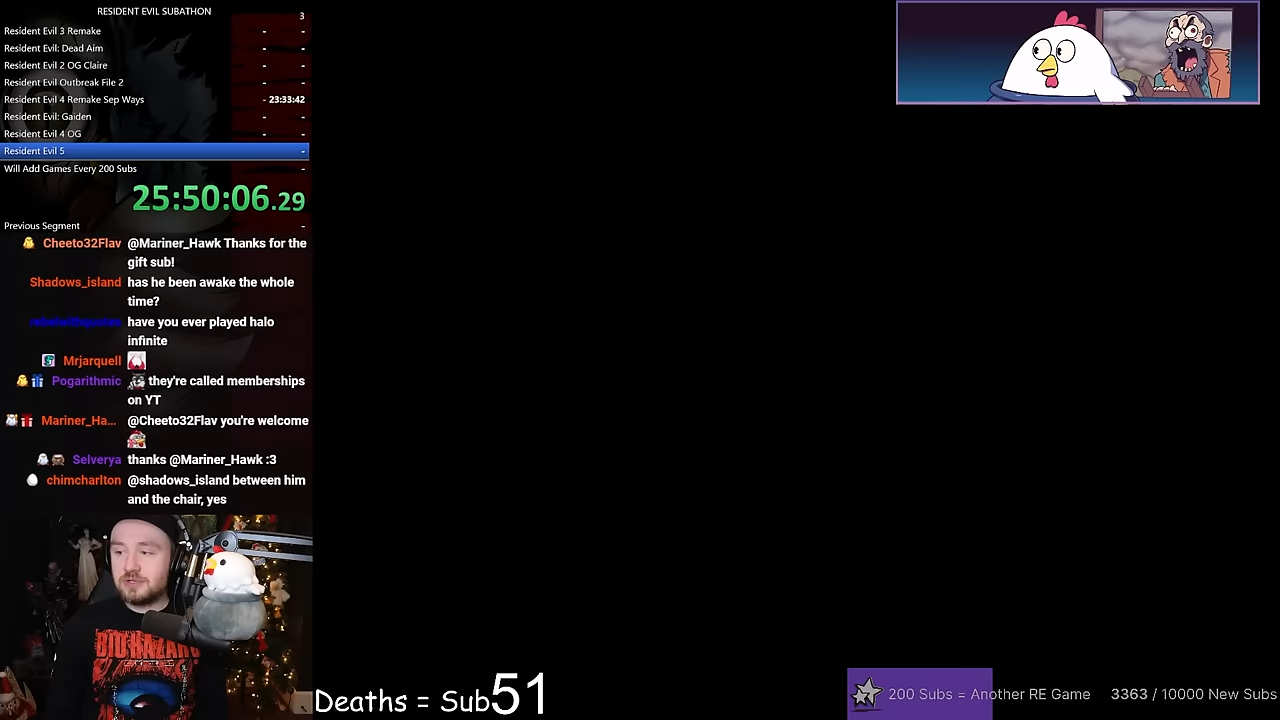 RESIDENT EVIL SUBATHON
3
Resident Evil 3 Remake - -
Resident Evil: Dead Aim - -
Resident Evil 2 OG Claire - -
Resident Evil Outbreak File 2 - -
Resident Evil 4 Remake Sep Ways - 23:33:42
Resident Evil: Gaiden - -
Resident Evil 4 OG - -
Resident Evil 5 -
Will Add Games Every 200 Subs -
25:50:06.29
Previous Segment -
Cheeto32Flav @Mariner_Hawk Thanks for the
gift sub!
Shadows_island has he been awake the whole
time?
have you ever played halo
infinite
Mrjarquell
Pogarithmic they're called memberships
on YT
Mariner_Ha... @Cheeto32Flav you're welcome
Selverya thanks @Mariner_Hawk :3
chimcharlton @shadows_island between him
and the chair, yes
BIOHAZARD
Deaths = Sub51
200 Subs = Another RE Game 3363 / 10000 New Subs